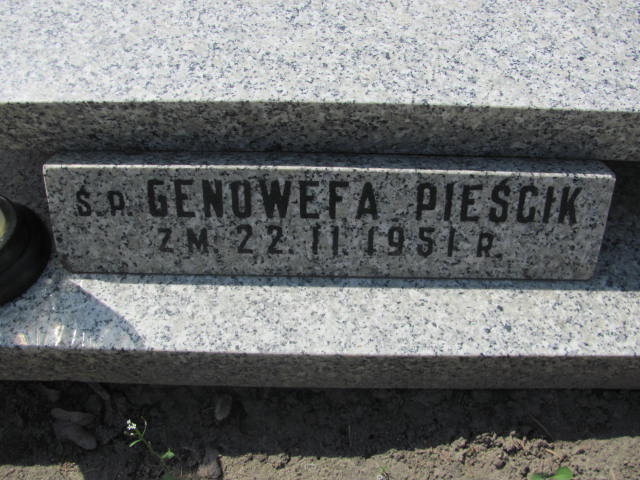 Ś.P. GENOWEFA PIEŚCIK
ZM. 22.11.1951 R.